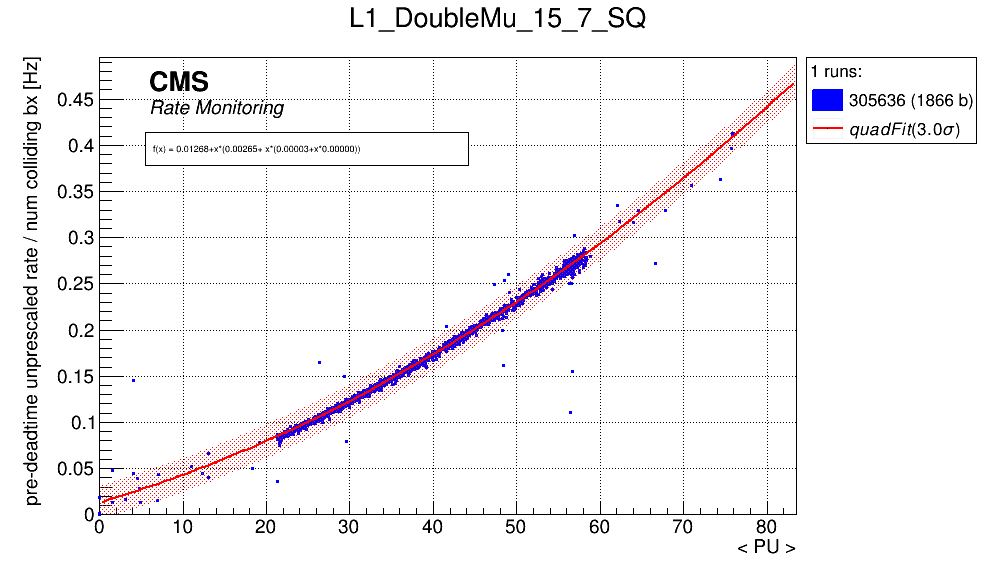 L1_DoubleMu_15_7_SQ
pre-deadtime unprescaled rate / num colliding bx [Hz]
CMS
Rate Monitoring
f(x) = 0.01268+x*(0.00265+ x*(0.00003+x*0.00000))
1 runs:
305636 (1866 b)
quadFit(3.0σ)
0.45
0.4
0.35
0.3
0.25
0.2
0.15
0.1
0.05
0
0 10 20 30 40 50 60 70 80
< PU >